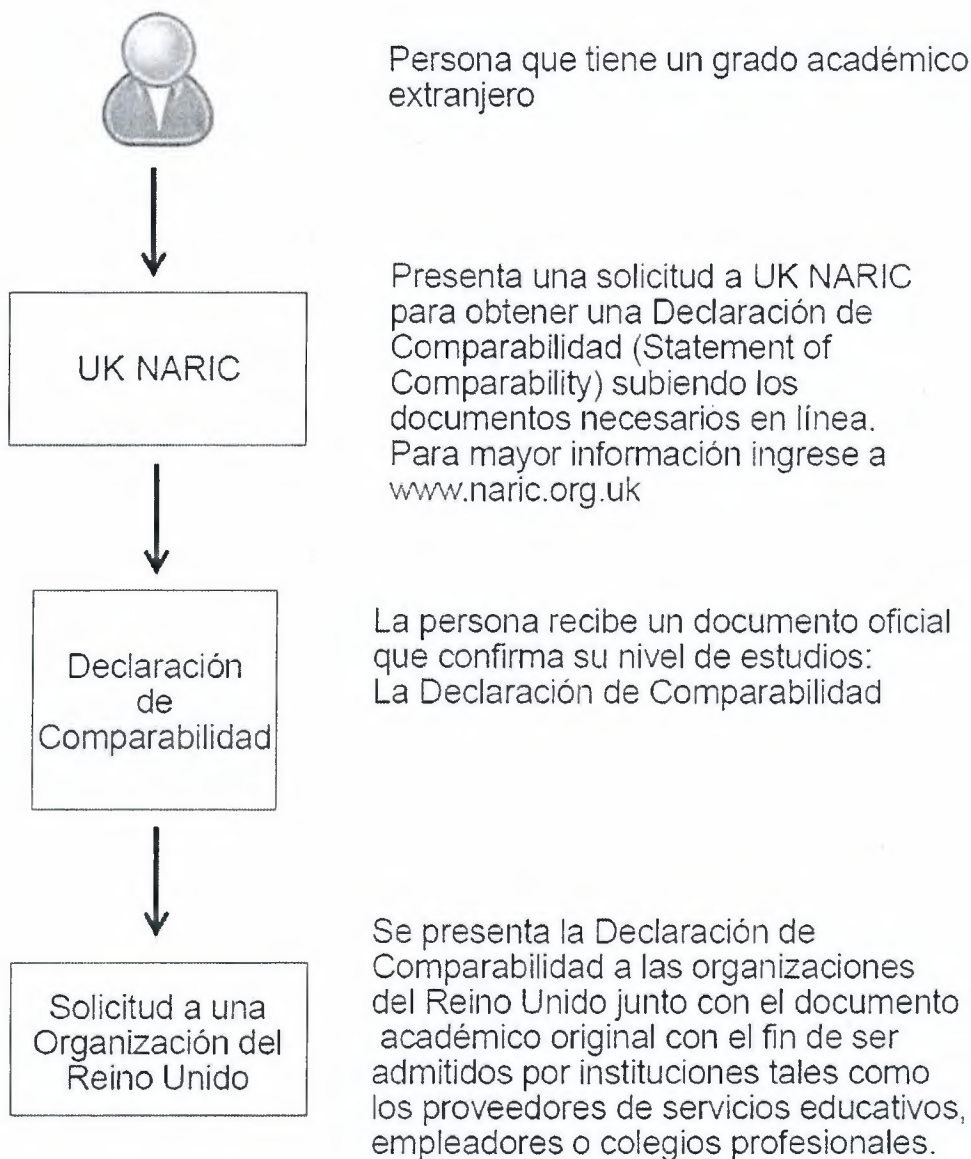 Persona que tiene un grado académico
extranjero
UK NARIC
Presenta una solicitud a UK NARIC
para obtener una Declaración de
Comparabilidad (Statement of
Comparability) subiendo los
documentos necesarios en línea.
Para mayor información ingrese a
www.naric.org.uk
Declaración
de
Comparabilidad
La persona recibe un documento oficial
que confirma su nivel de estudios:
La Declaración de Comparabilidad
Solicitud a una
Organización del
Reino Unido
Se presenta la Declaración de
Comparabilidad a las organizaciones
del Reino Unido junto con el documento
académico original con el fin de ser
admitidos por instituciones tales como
los proveedores de servicios educativos,
empleadores o colegios profesionales.